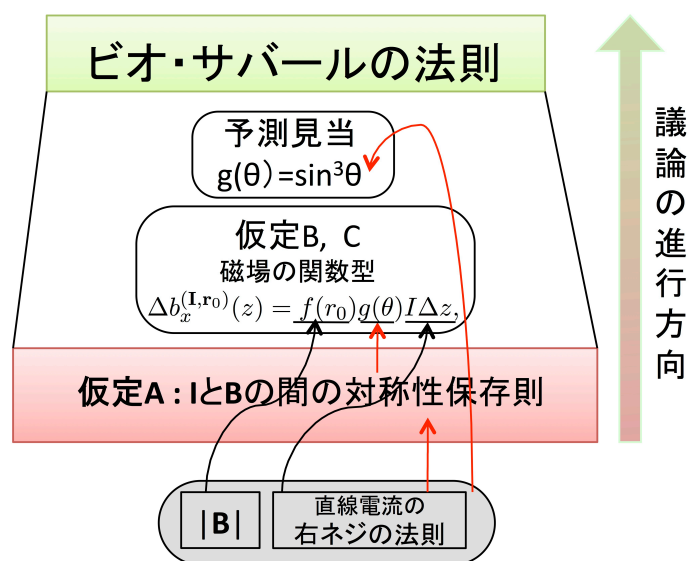 ビオ・サバールの法則
予測見当
g(θ)=sin³θ
仮定B, C
磁場の関数型
Δb_x^{(I,r₀)}(z) = f(r₀)g(θ)IΔz,
仮定A : IとBの間の対称性保存則
|B|
直線電流の
右ネジの法則
議論の進行方向